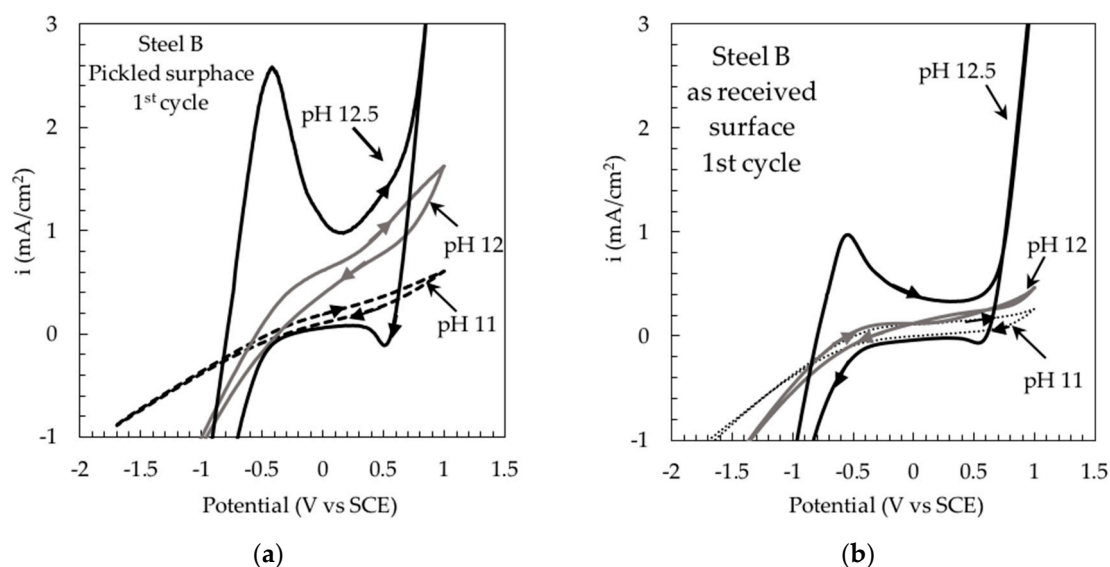 3
2
1
0
-1
i (mA/cm²)
Steel B
Pickled surphace
1st cycle
pH 12.5
pH 12
pH 11
-2 -1.5 -1 -0.5 0 0.5 1 1.5
Potential (V vs SCE)
(a)
3
2
1
0
-1
i (mA/cm²)
Steel B
as received
surface
1st cycle
pH 12.5
pH 12
pH 11
-2 -1.5 -1 -0.5 0 0.5 1 1.5
Potential (V vs SCE)
(b)